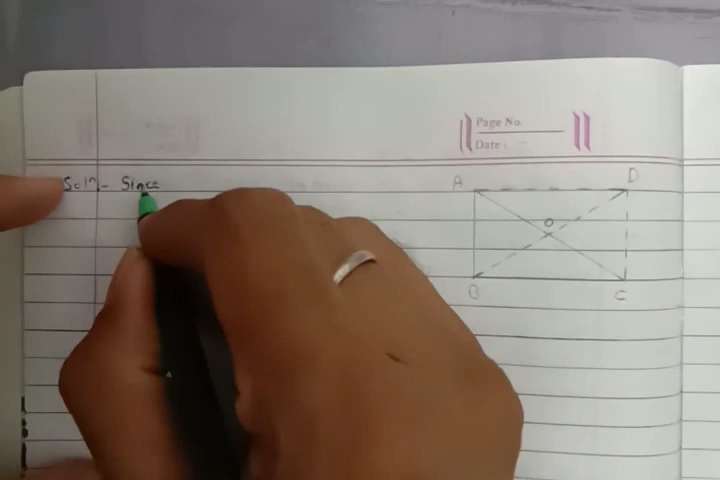 Page No.
Date:
Soln- Since
A D
O
B C